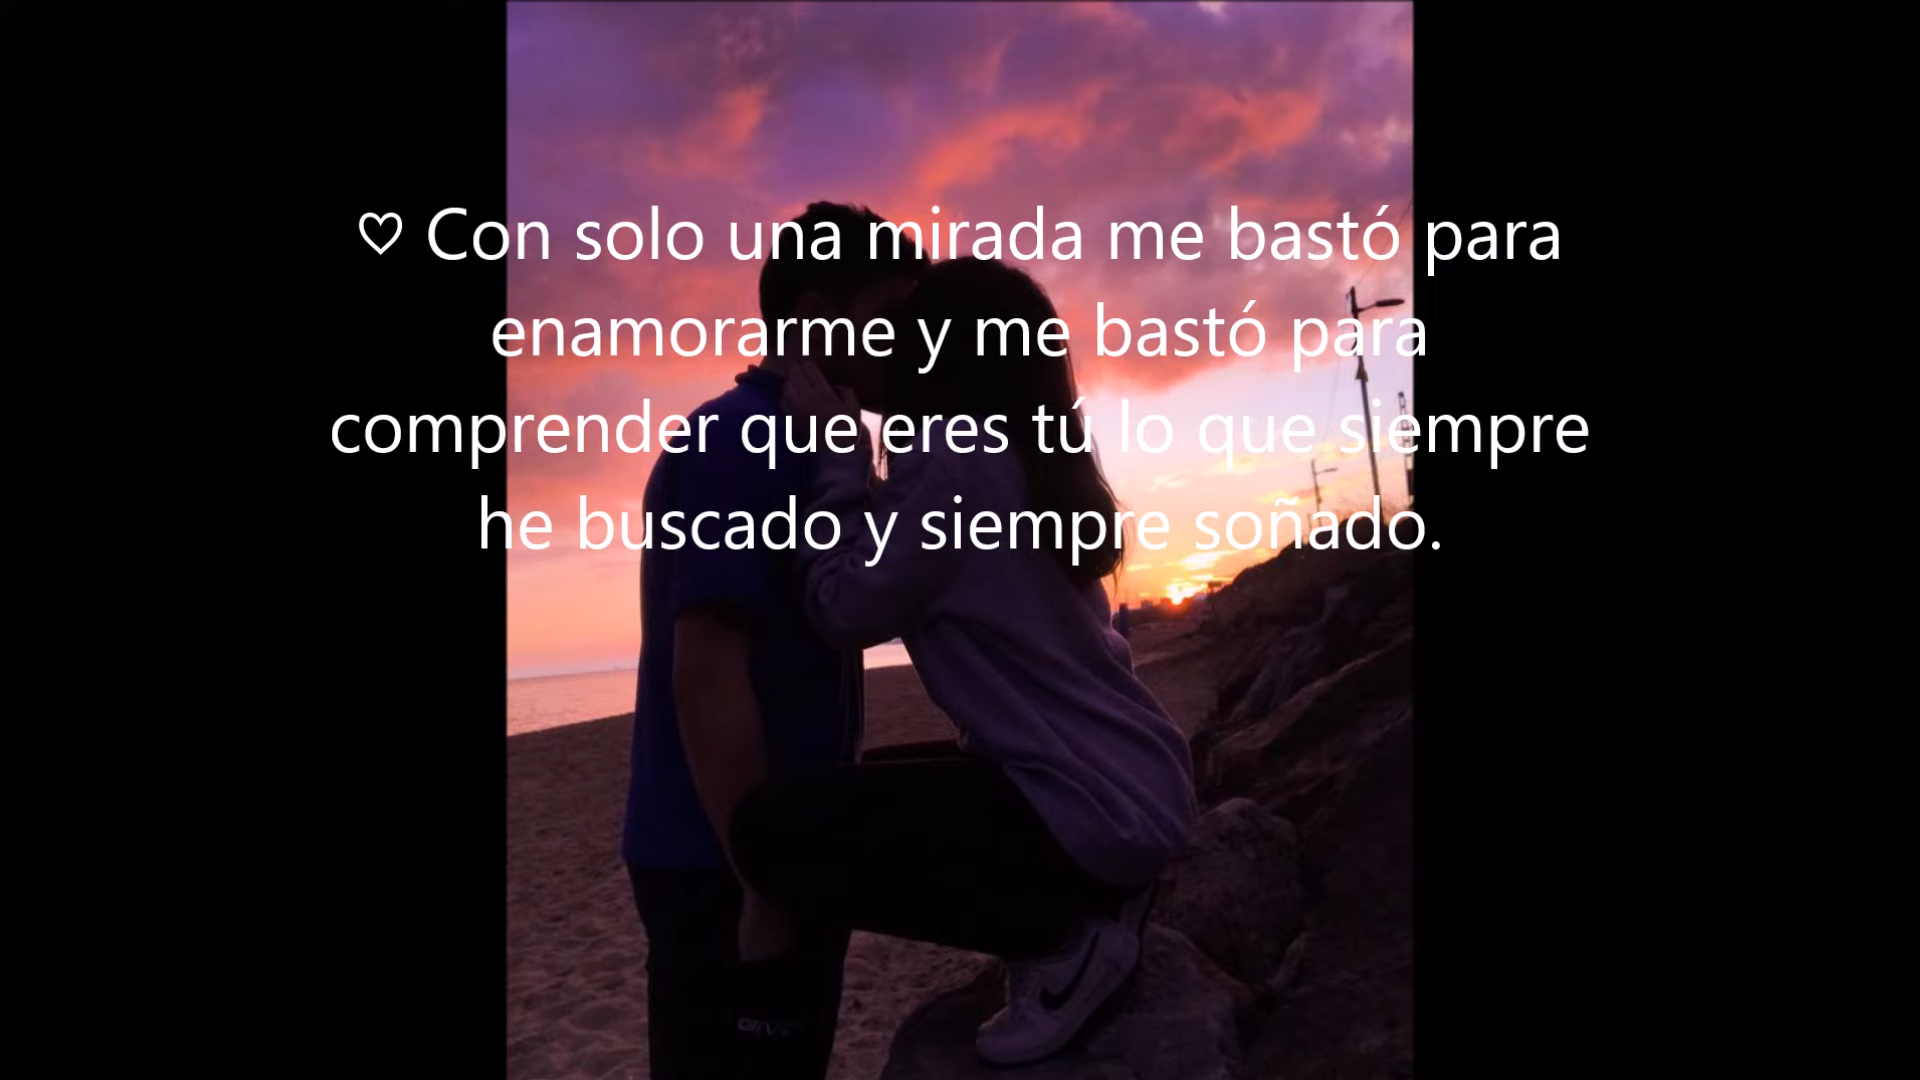 ♡ Con solo una mirada me bastó para
enamorarme y me bastó para
comprender que eres tú lo que siempre
he buscado y siempre soñado.